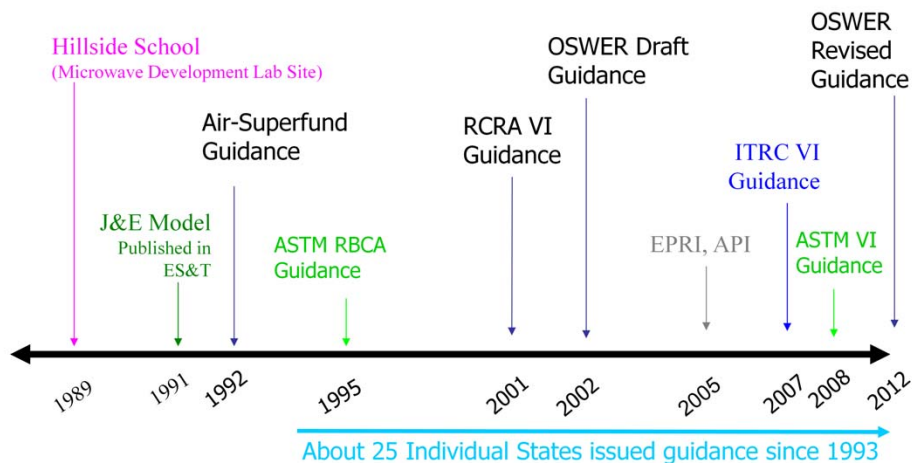 Hillside School
(Microwave Development Lab Site)
Air-Superfund
Guidance
J&E Model
Published in
ES&T
ASTM RBCA
Guidance
RCRA VI
Guidance
OSWER Draft
Guidance
EPRI, API
ITRC VI
Guidance
ASTM VI
Guidance
OSWER
Revised
Guidance
1989
1991
1992
1995
2001
2002
2005
2007
2008
2012
About 25 Individual States issued guidance since 1993